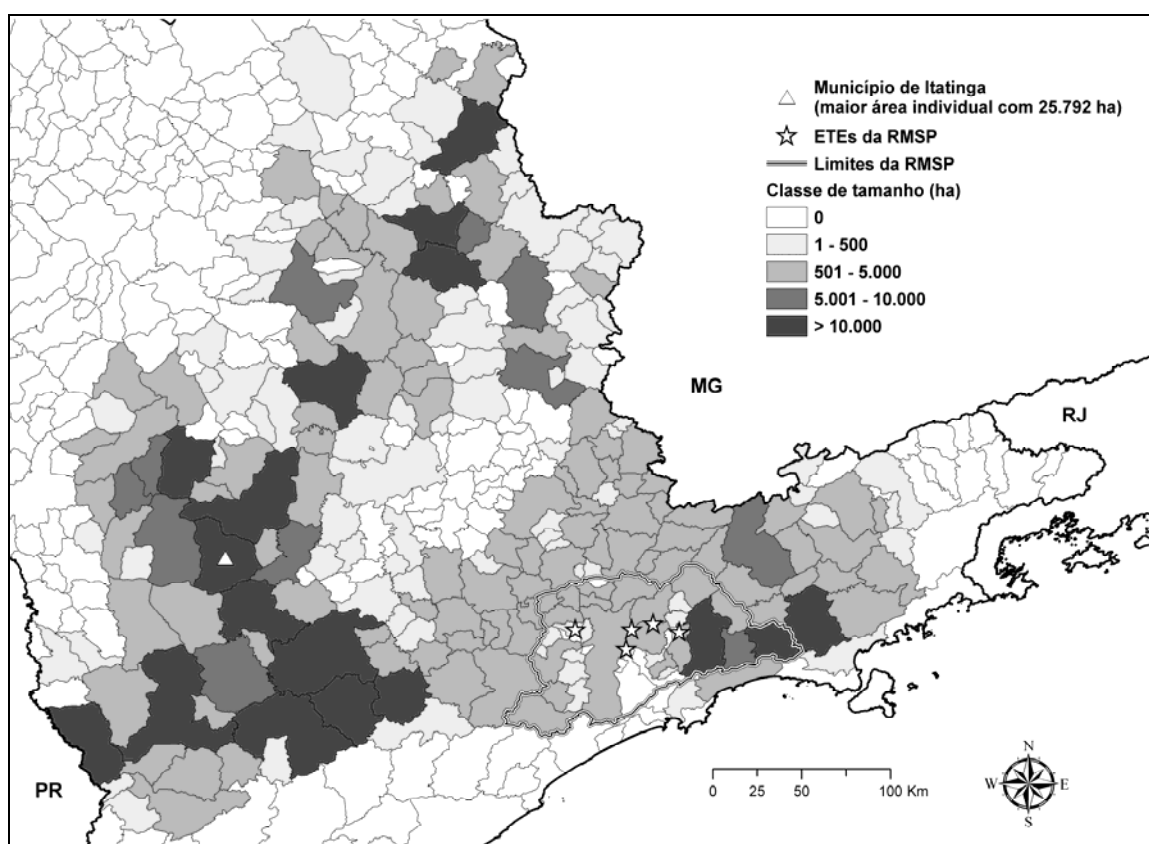 Município de Itatinga
(maior área individual com 25.792 ha)
ETEs da RMSP
Limites da RMSP
Classe de tamanho (ha)
0
1 - 500
501 - 5.000
5.001 - 10.000
> 10.000
MG
RJ
PR
0 25 50 100 Km
N
W E
S